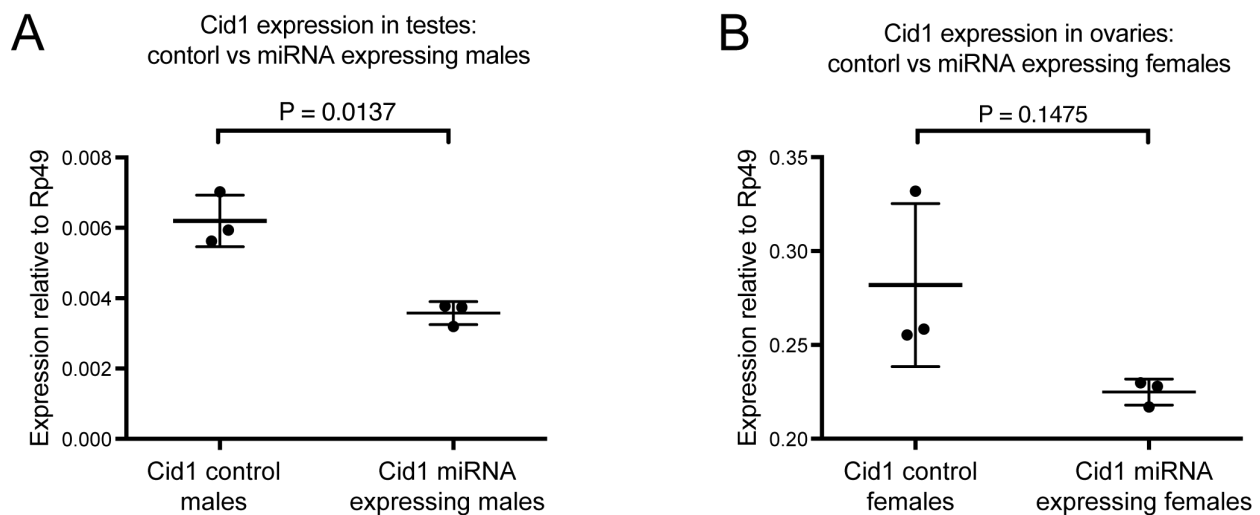 A
Cid1 expression in testes:
contorl vs miRNA expressing males
P = 0.0137
Expression relative to Rp49
0.008
0.006
0.004
0.002
0.000
Cid1 control
males
Cid1 miRNA
expressing males
B
Cid1 expression in ovaries:
contorl vs miRNA expressing females
P = 0.1475
Expression relative to Rp49
0.35
0.30
0.25
0.20
Cid1 control
females
Cid1 miRNA
expressing females